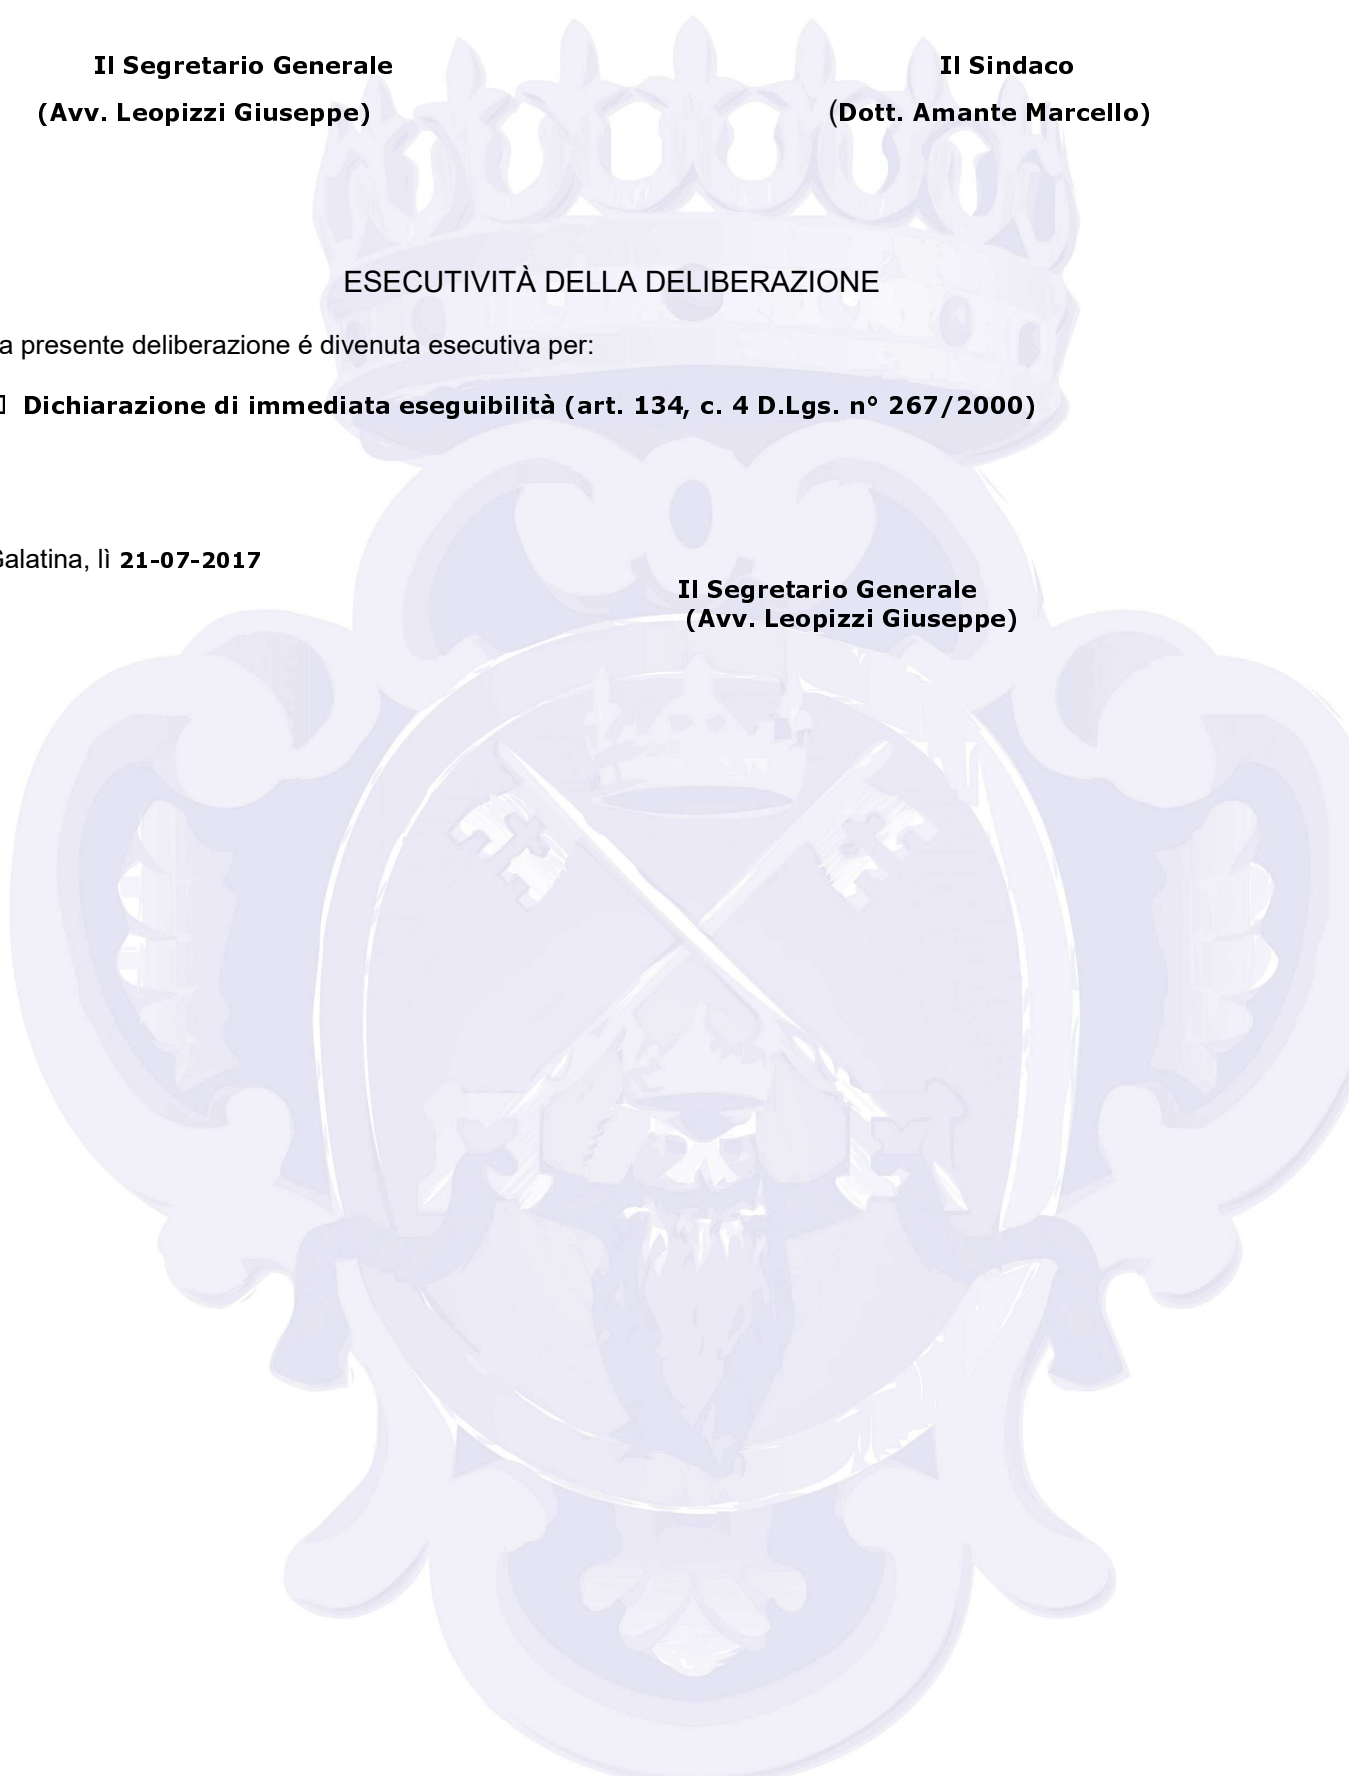 Il Segretario Generale Il Sindaco
(Avv. Leopizzi Giuseppe) (Dott. Amante Marcello)
ESECUTIVITÀ DELLA DELIBERAZIONE
a presente deliberazione é divenuta esecutiva per:
Dichiarazione di immediata eseguibilità (art. 134, c. 4 D.Lgs. n° 267/2000)
Galatina, lì 21-07-2017
Il Segretario Generale
(Avv. Leopizzi Giuseppe)